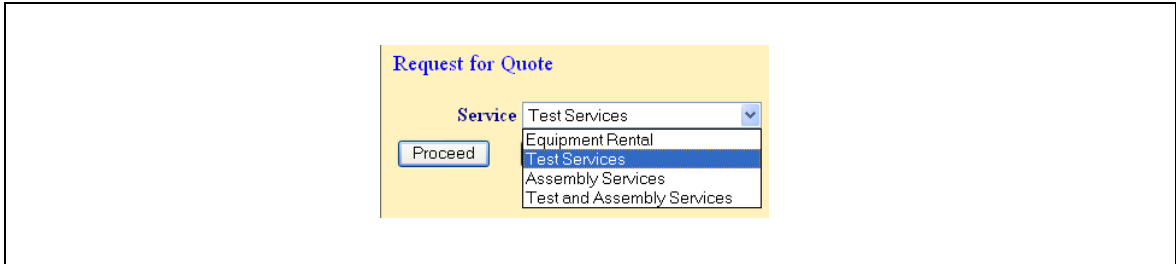 Request for Quote
Service Test Services
Equipment Rental
Proceed
Test Services
Assembly Services
Test and Assembly Services